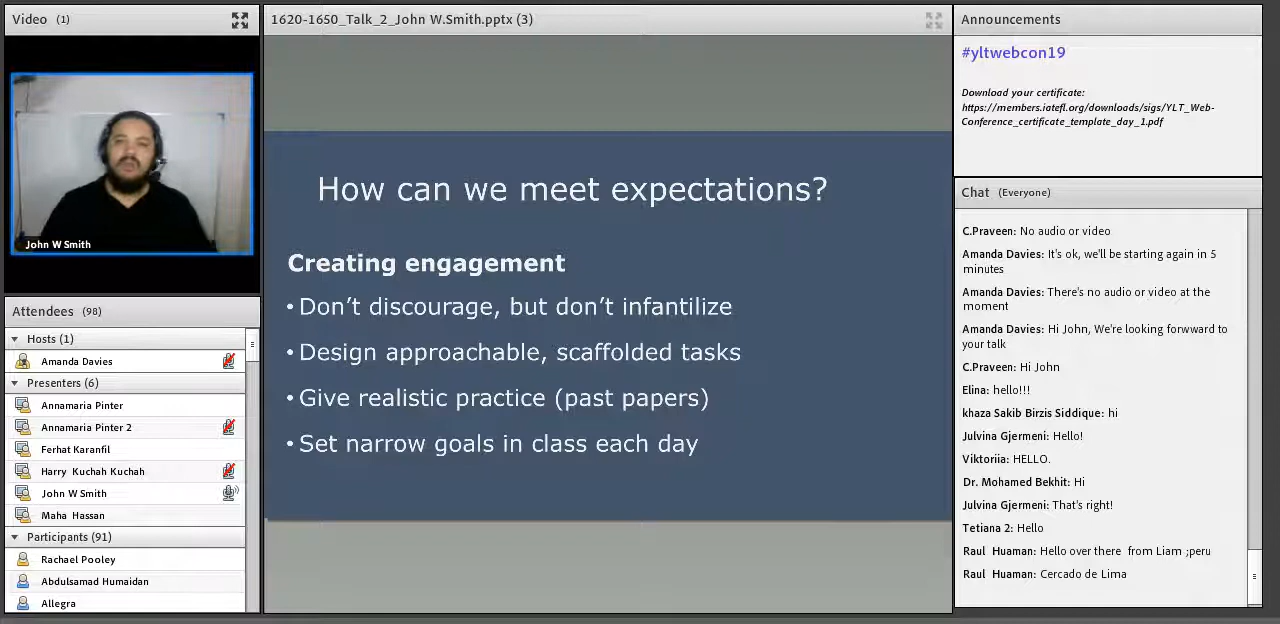 Video (1)
John W Smith
Attendees (98)
Hosts (1)
Amanda Davies
Presenters (6)
Annamaria Pinter
Annamaria Pinter 2
Ferhat Karanfil
Harry Kuchah Kuchah
John W Smith
Maha Hassan
Participants (91)
Rachael Pooley
Abdulsamad Humaidan
Allegra
1620-1650_Talk_2_John W.Smith.pptx (3)
How can we meet expectations?
Creating engagement
• Don’t discourage, but don’t infantilize
• Design approachable, scaffolded tasks
• Give realistic practice (past papers)
• Set narrow goals in class each day
Announcements
#yltwebcon19
Download your certificate:
https://members.iatefl.org/downloads/sigs/YLT_Web-
Conference_certificate_template_day_1.pdf
Chat (Everyone)
C.Praveen: No audio or video
Amanda Davies: It's ok, we'll be starting again in 5
minutes
Amanda Davies: There's no audio or video at the
moment
Amanda Davies: Hi John, We're looking forwward to
your talk
C.Praveen: Hi John
Elina: hello!!!
khaza Sakib Birzis Siddique: hi
Julvina Gjermeni: Hello!
Viktoriia: HELLO.
Dr. Mohamed Bekhit: Hi
Julvina Gjermeni: That's right!
Tetiana 2: Hello
Raul Huaman: Hello over there from Liam ;peru
Raul Huaman: Cercado de Lima